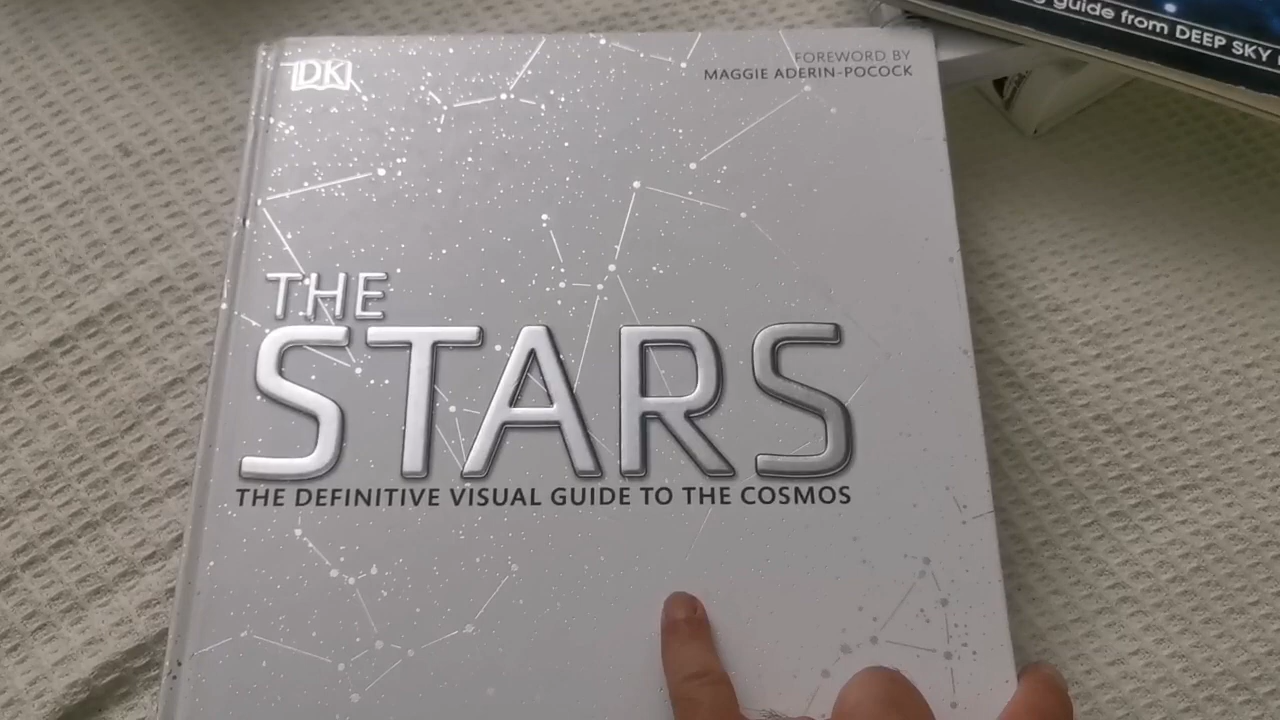 DK
FOREWORD BY
MAGGIE ADERIN-POCOCK
THE
STARS
THE DEFINITIVE VISUAL GUIDE TO THE COSMOS
guide from DEEP SKY